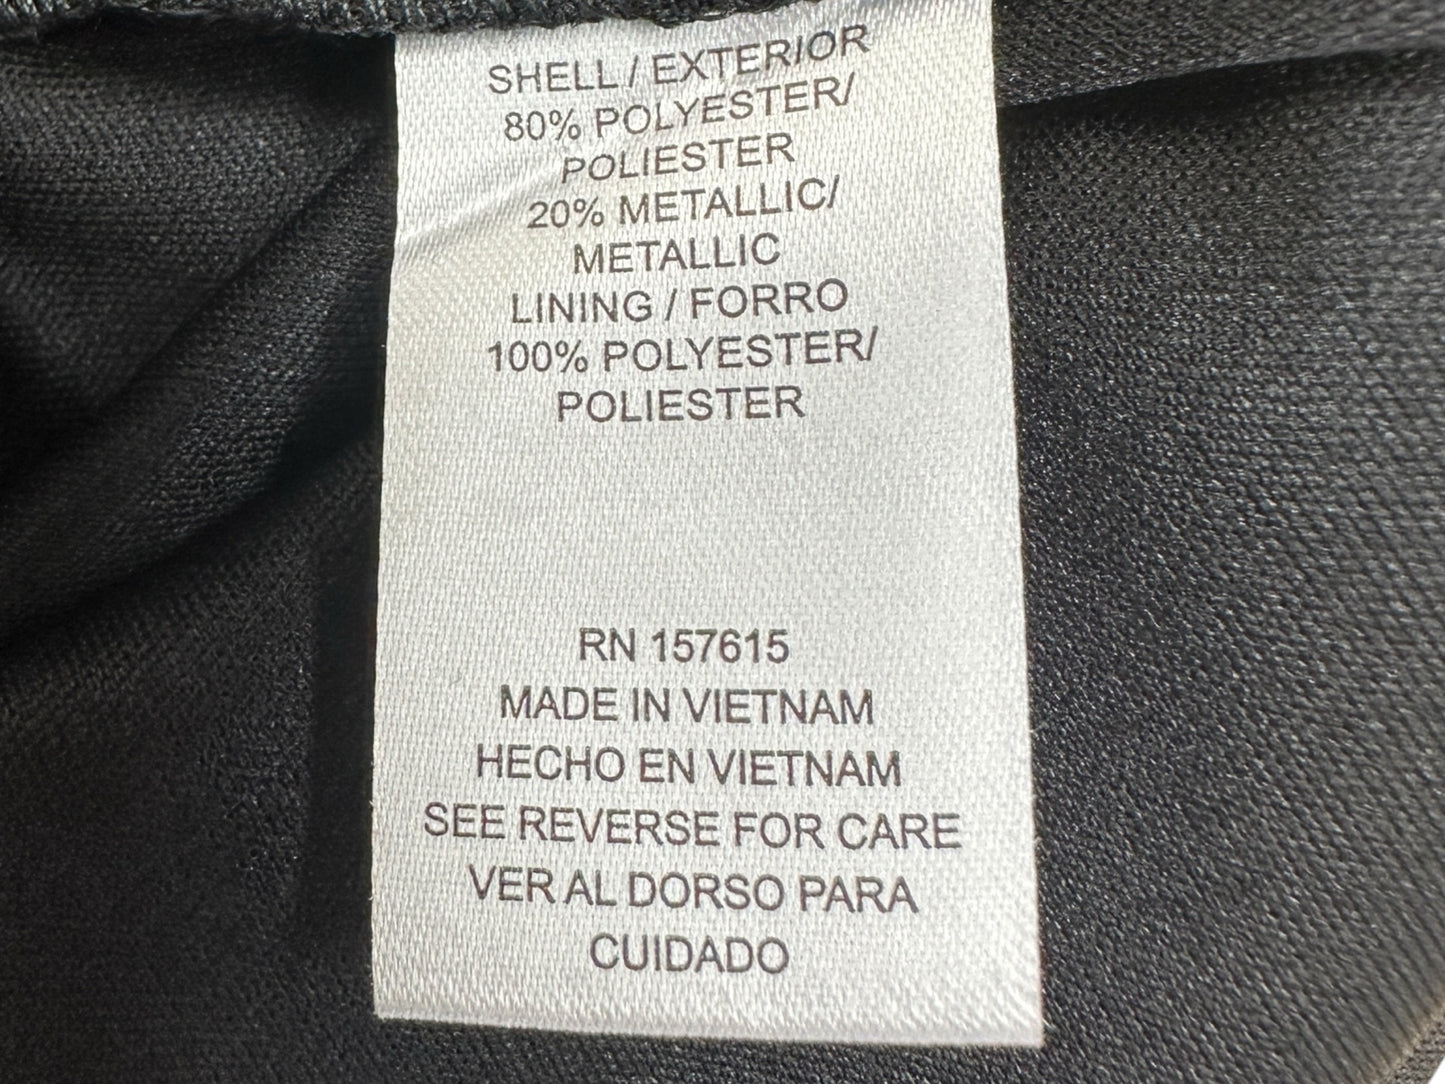 SHELL / EXTERIOR
80% POLYESTER/
POLIESTER
20% METALLIC/
METALLIC
LINING / FORRO
100% POLYESTER/
POLIESTER
RN 157615
MADE IN VIETNAM
HECHO EN VIETNAM
SEE REVERSE FOR CARE
VER AL DORSO PARA
CUIDADO